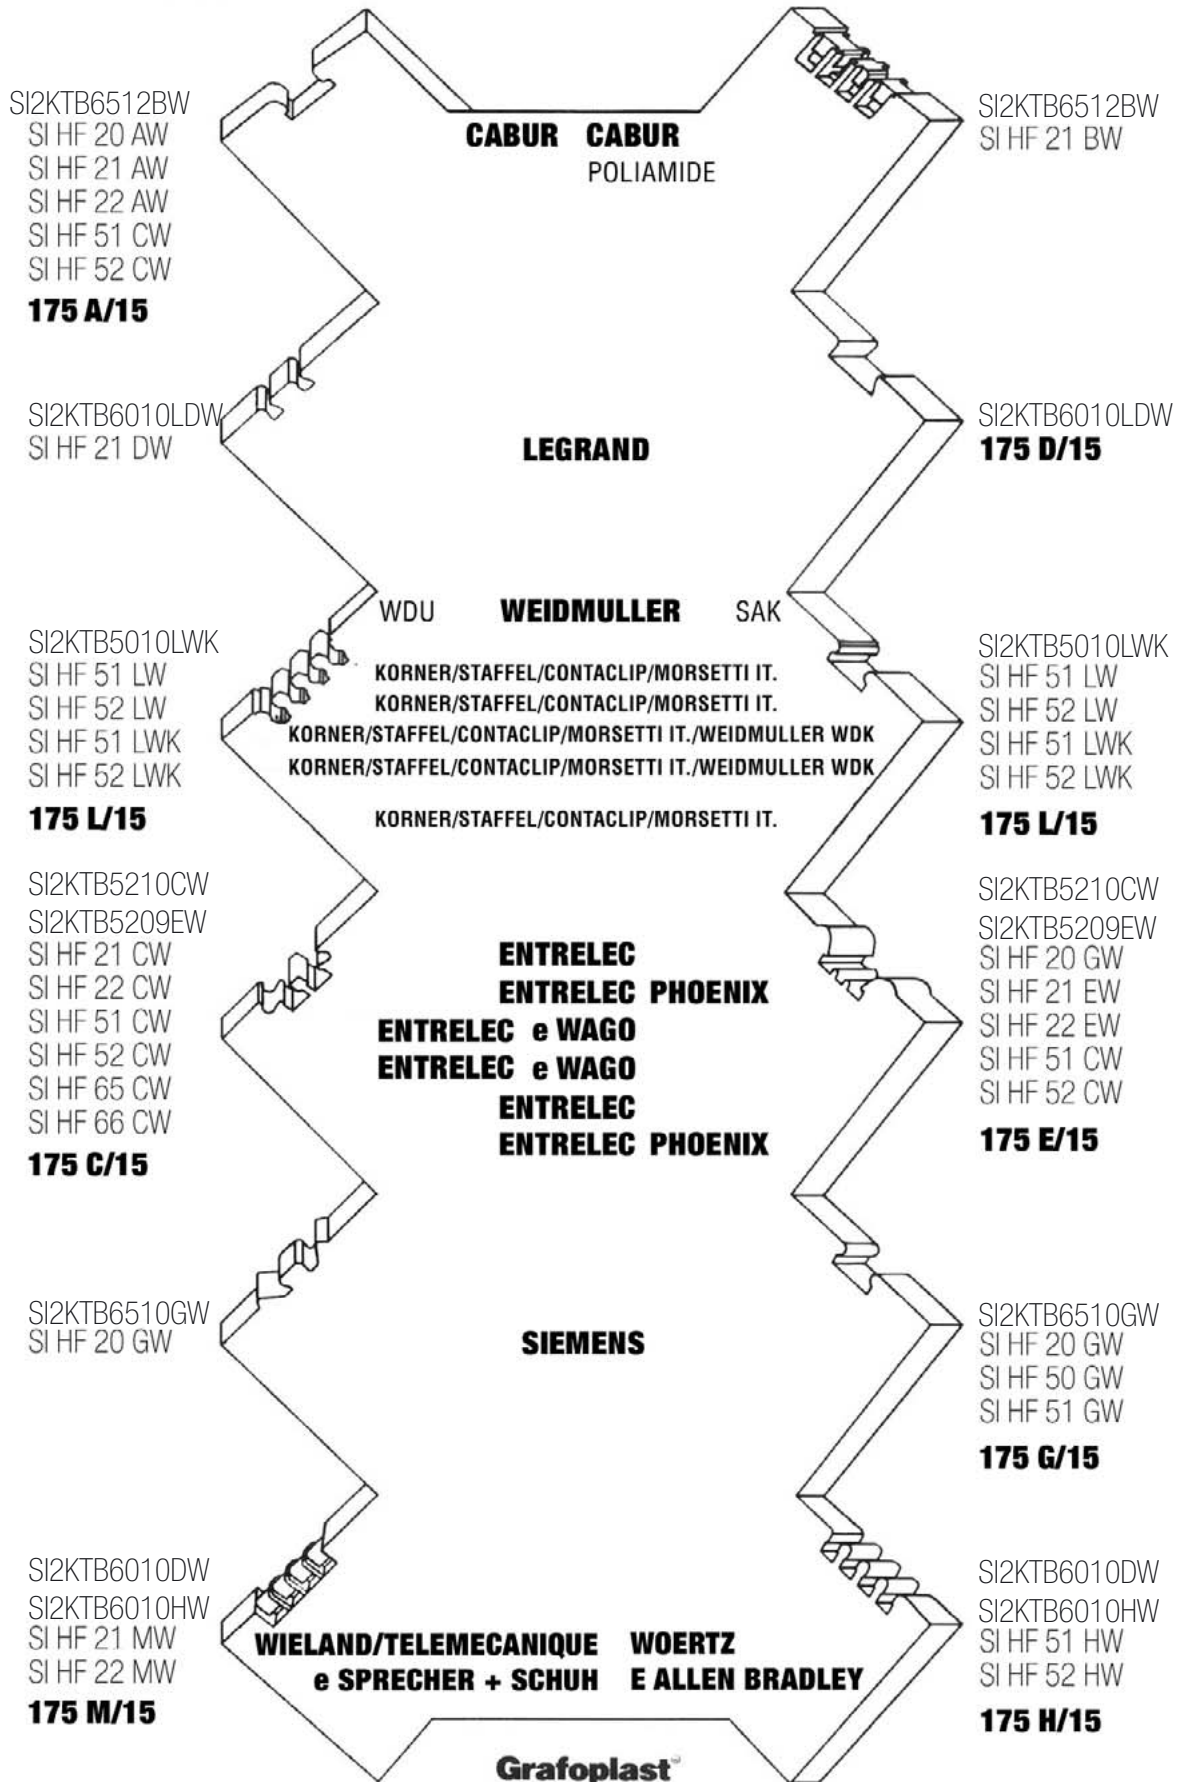 SI2KTB6512BW
SI HF 20 AW
SI HF 21 AW
SI HF 22 AW
SI HF 51 CW
SI HF 52 CW
175 A/15
CABUR CABUR
POLIAMIDE
SI2KTB6512BW
SI HF 21 BW
SI2KTB6010LDW
SI HF 21 DW
LEGRAND
SI2KTB6010LDW
175 D/15
WDU WEIDMULLER SAK
SI2KTB5010LWK
SI HF 51 LW
SI HF 52 LW
SI HF 51 LWK
SI HF 52 LWK
175 L/15
KORNER/STAFFEL/CONTACLIP/MORSETTI IT.
KORNER/STAFFEL/CONTACLIP/MORSETTI IT.
KORNER/STAFFEL/CONTACLIP/MORSETTI IT./WEIDMULLER WDK
KORNER/STAFFEL/CONTACLIP/MORSETTI IT./WEIDMULLER WDK
KORNER/STAFFEL/CONTACLIP/MORSETTI IT.
SI2KTB5010LWK
SI HF 51 LW
SI HF 52 LW
SI HF 51 LWK
SI HF 52 LWK
175 L/15
SI2KTB5210CW
SI2KTB5209EW
SI HF 21 CW
SI HF 22 CW
SI HF 51 CW
SI HF 52 CW
SI HF 65 CW
SI HF 66 CW
175 C/15
ENTRELEC
ENTRELEC PHOENIX
ENTRELEC e WAGO
ENTRELEC e WAGO
ENTRELEC
ENTRELEC PHOENIX
SI2KTB5210CW
SI2KTB5209EW
SI HF 20 GW
SI HF 21 EW
SI HF 22 EW
SI HF 51 CW
SI HF 52 CW
175 E/15
SI2KTB6510GW
SI HF 20 GW
SIEMENS
SI2KTB6510GW
SI HF 20 GW
SI HF 50 GW
SI HF 51 GW
175 G/15
SI2KTB6010DW
SI2KTB6010HW
SI HF 21 MW
SI HF 22 MW
175 M/15
WIELAND/TELEMECANIQUE WOERTZ
e SPRECHER + SCHUH E ALLEN BRADLEY
SI2KTB6010DW
SI2KTB6010HW
SI HF 51 HW
SI HF 52 HW
175 H/15
Grafoplast